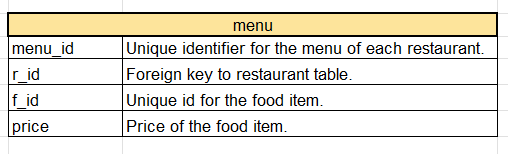 menu
menu_id Unique identifier for the menu of each restaurant.
r_id Foreign key to restaurant table.
f_id Unique id for the food item.
price Price of the food item.